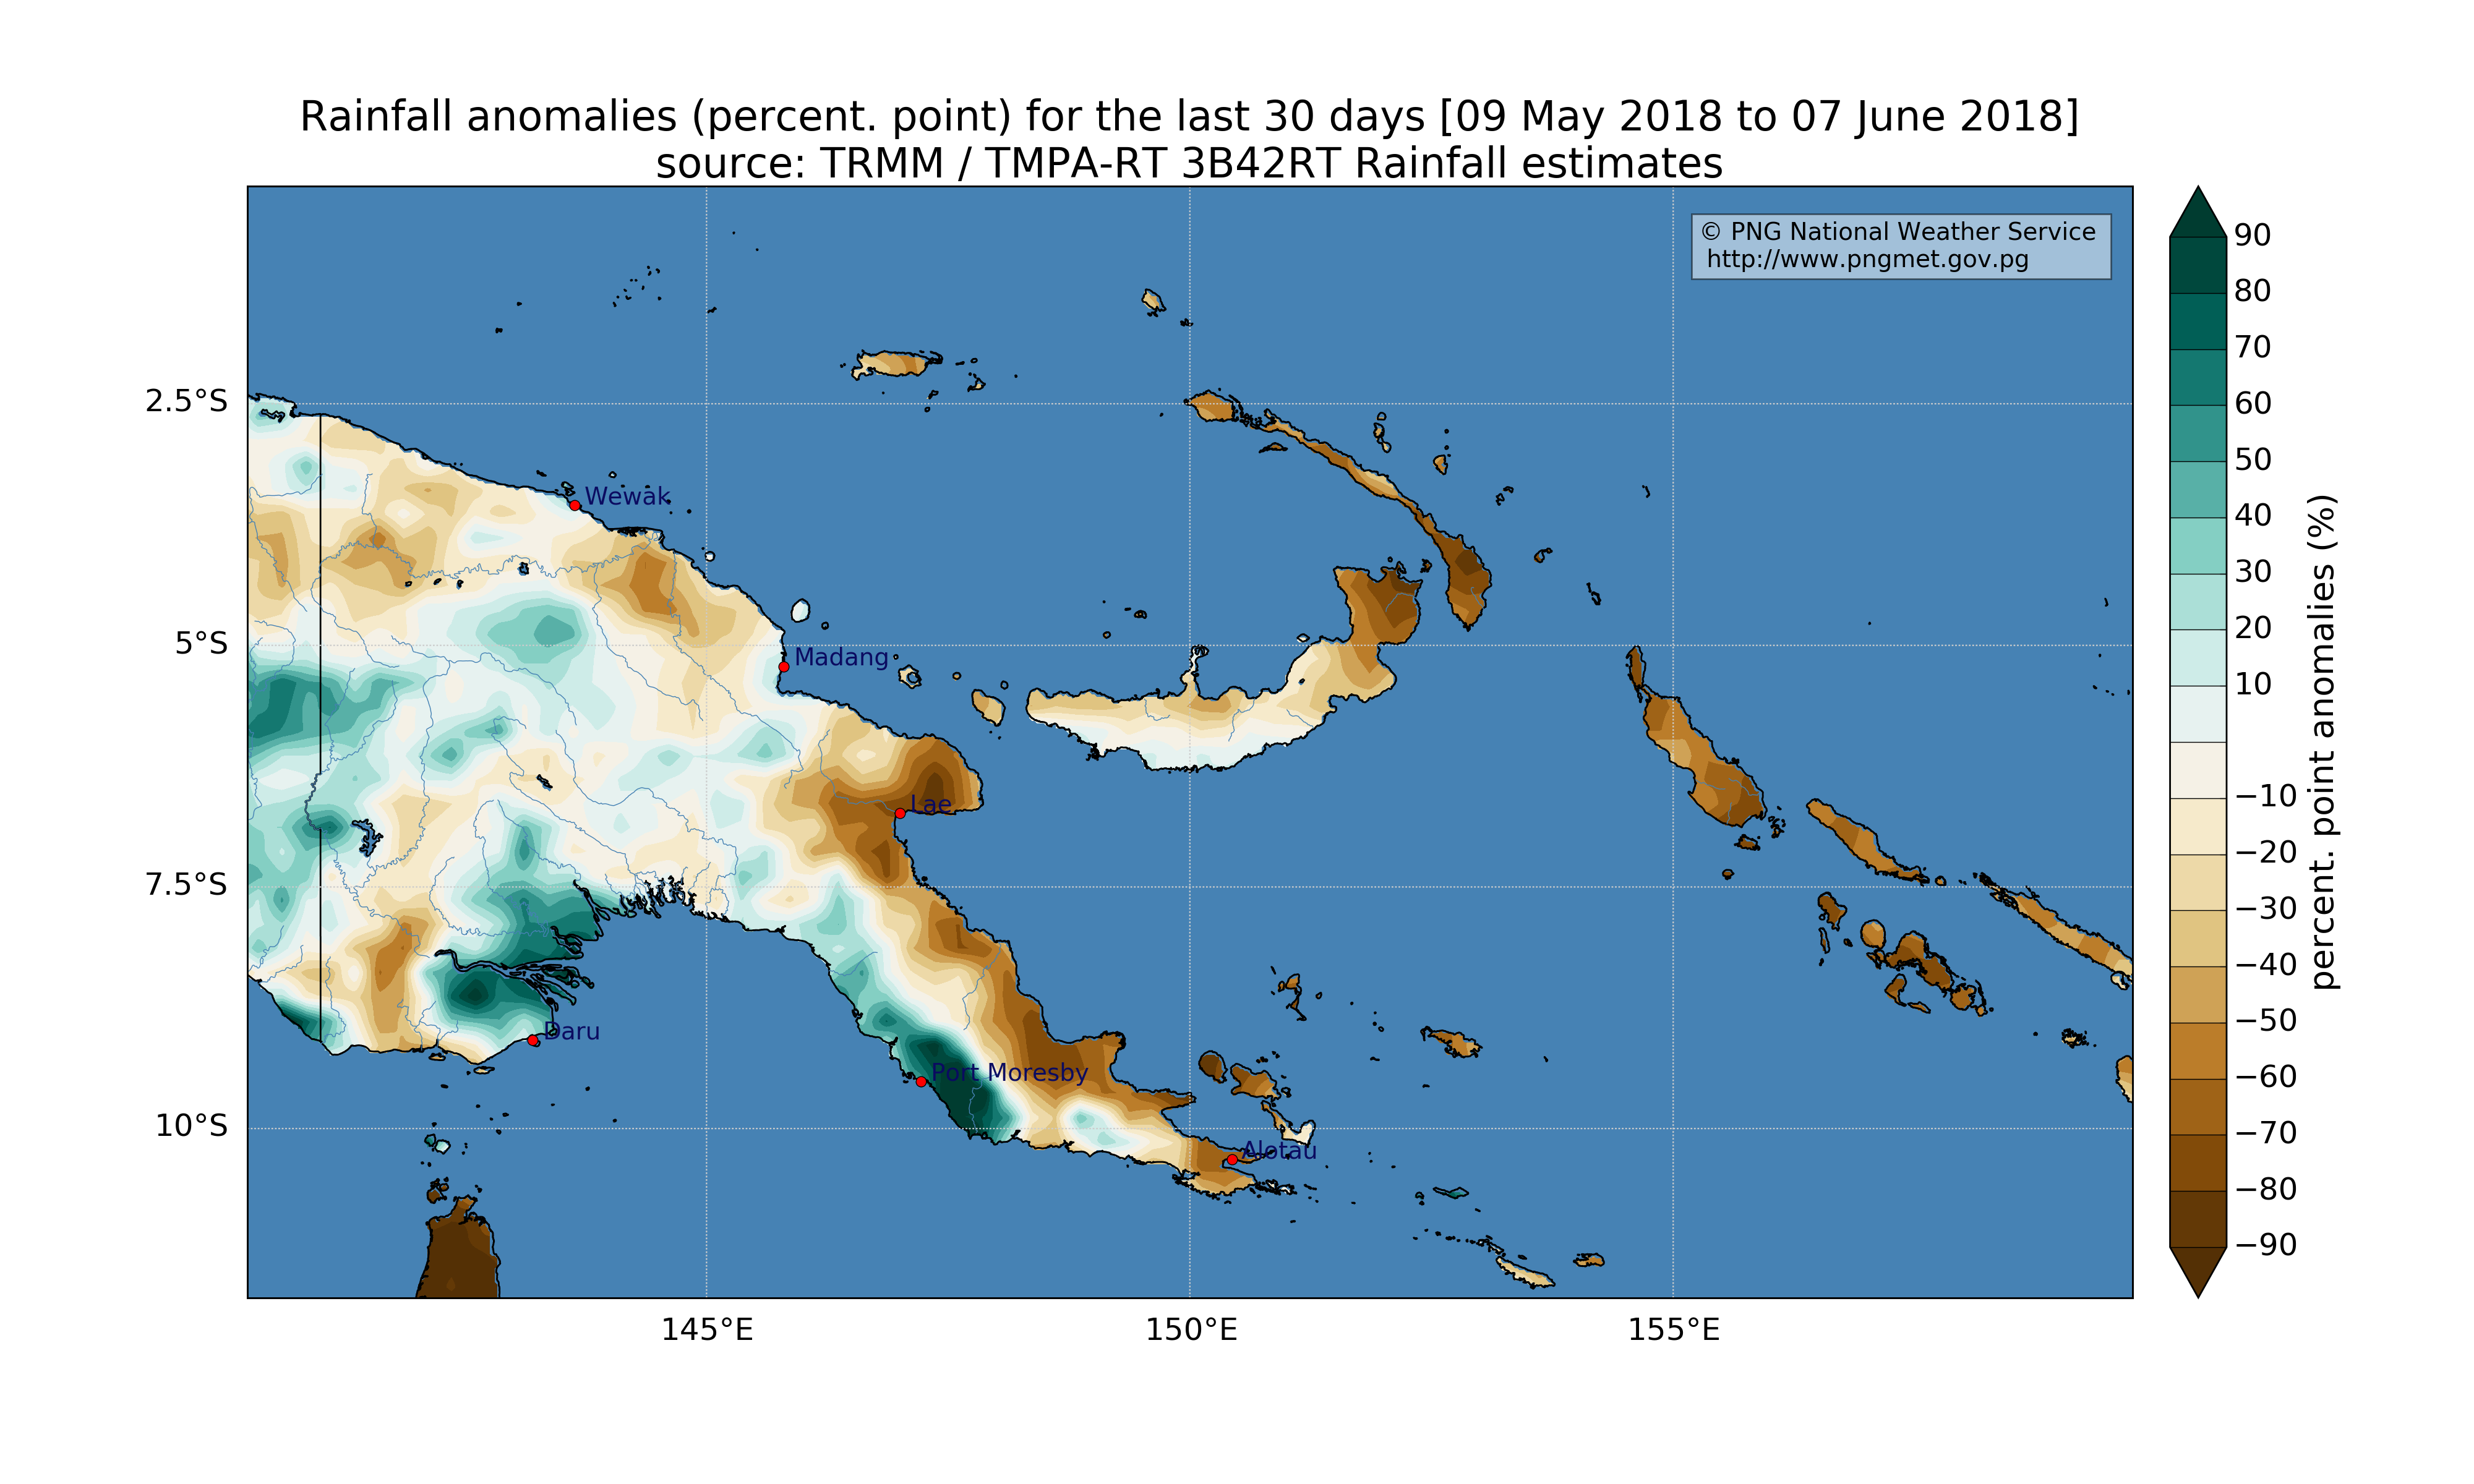 Rainfall anomalies (percent. point) for the last 30 days [09 May 2018 to 07 June 2018]
source: TRMM / TMPA-RT 3B42RT Rainfall estimates
© PNG National Weather Service
http://www.pngmet.gov.pg
2.5°S
5°S
7.5°S
10°S
Wewak
Madang
Lae
Daru
Port Moresby
Alotau
145°E
150°E
155°E
90
80
70
60
50
40
30
20
10
−10
−20
−30
−40
−50
−60
−70
−80
−90
percent. point anomalies (%)